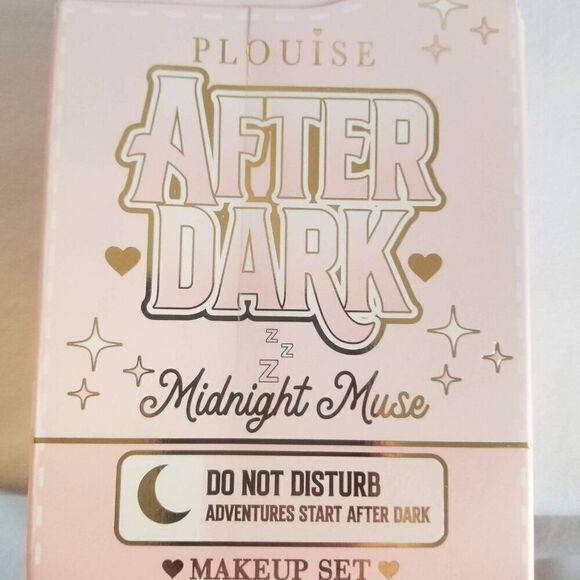 PLOUISE
AFTER
DARK
Z
Z
Z
Midnight Muse
DO NOT DISTURB
ADVENTURES START AFTER DARK
MAKEUP SET